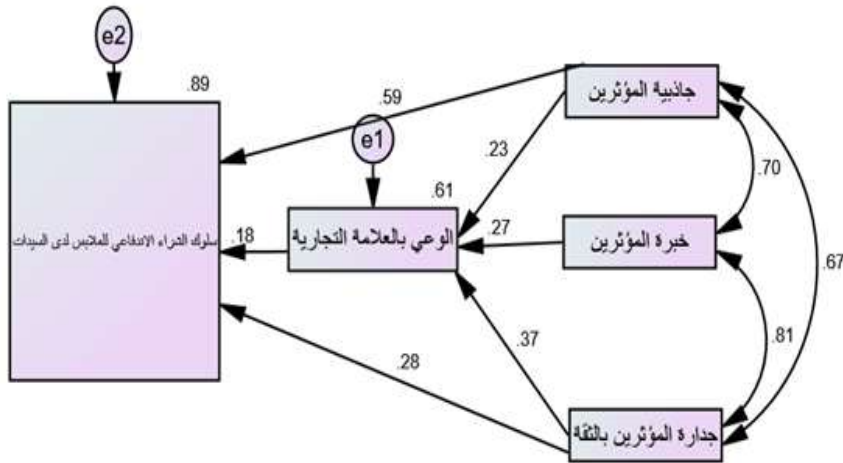 e2
.89
جاذبية المؤثرين
.59
e1
.23
.70
.61
الوعي بالعلامة التجارية
.27
خبرة المؤثرين
سلوك الشراء الاندفاعي للملابس لدى السيدات
.18
.67
.37
.81
.28
جدارة المؤثرين بالثقة